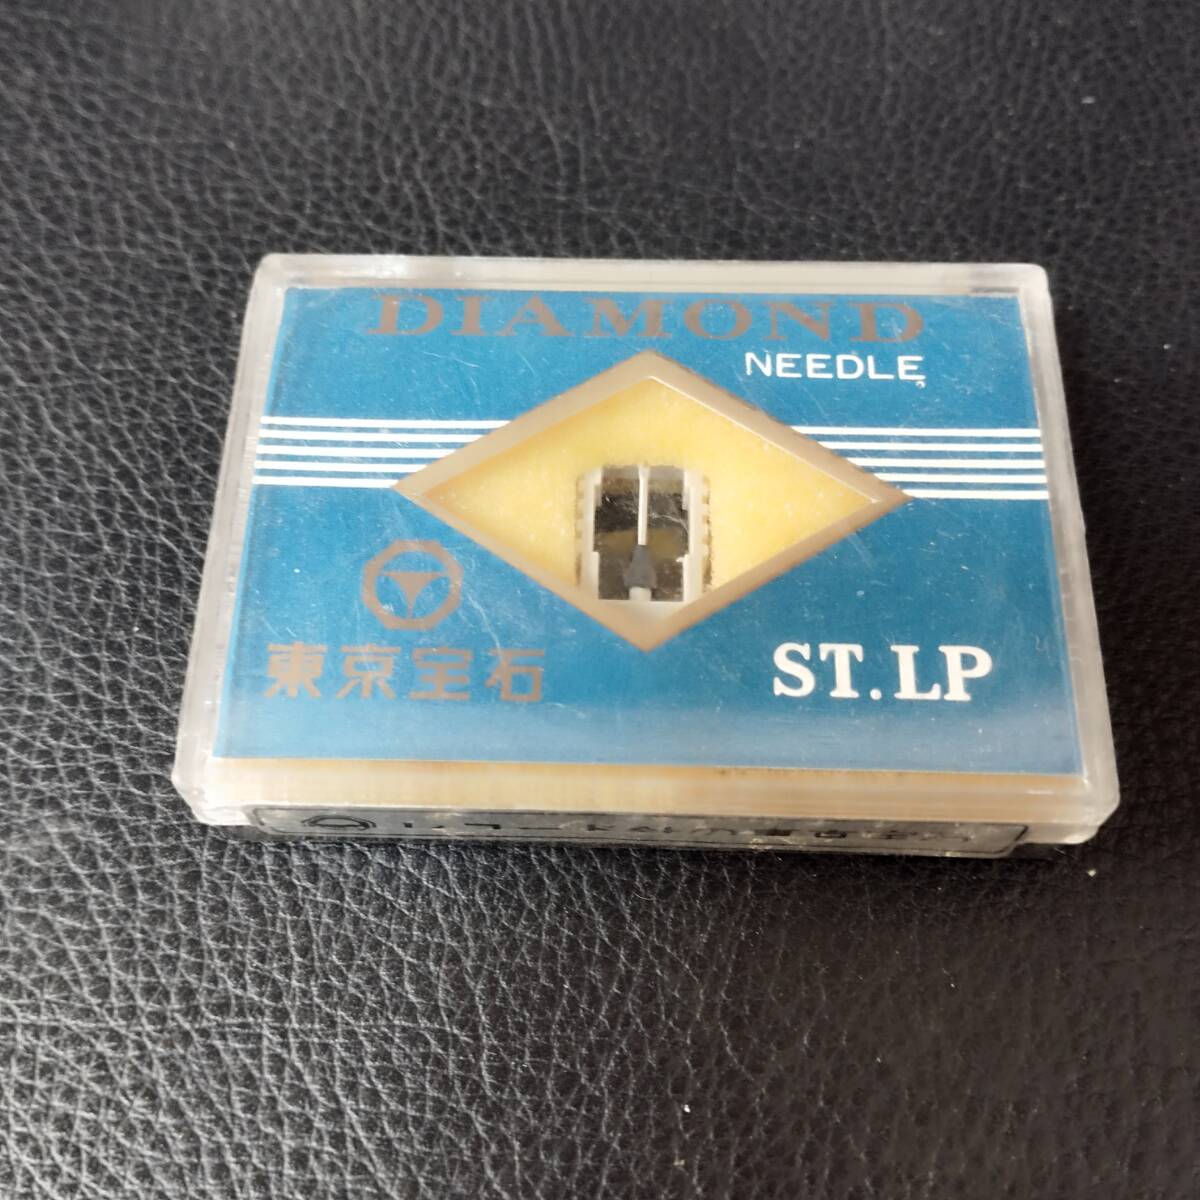 DIAMOND
NEEDLE
東京宝石
ST.LP